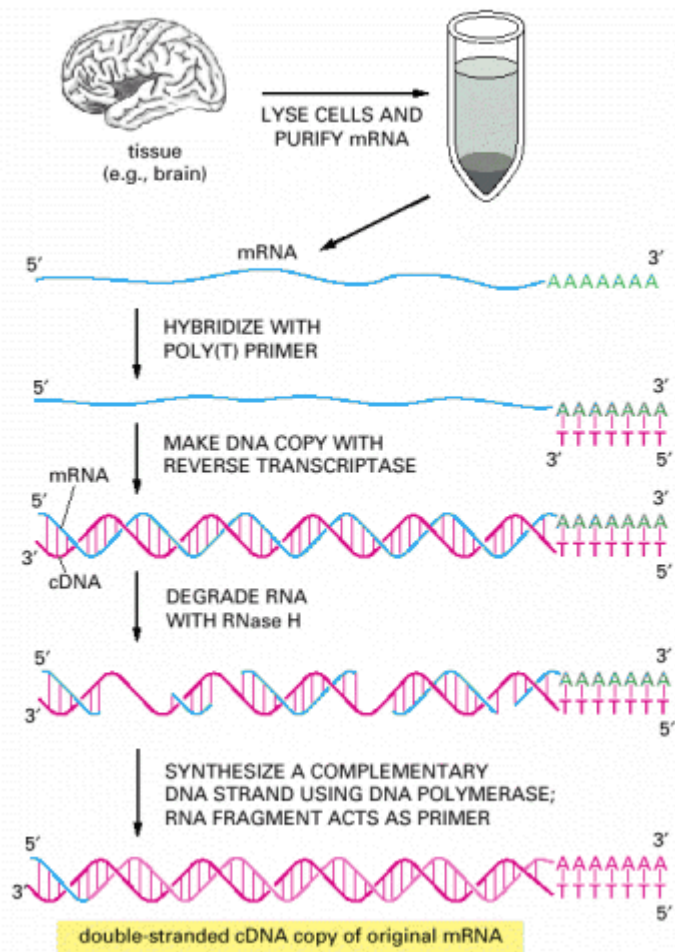 LYSE CELLS AND
PURIFY mRNA
tissue
(e.g., brain)
mRNA
5′
3′
AAAAAAA
HYBRIDIZE WITH
POLY(T) PRIMER
5′
3′
AAAAAAA
TTTTTTT
3′
5′
MAKE DNA COPY WITH
REVERSE TRANSCRIPTASE
mRNA
5′
3′
AAAAAAA
TTTTTTT
3′
cDNA
5′
DEGRADE RNA
WITH RNase H
5′
3′
AAAAAAA
TTTTTTT
3′
5′
SYNTHESIZE A COMPLEMENTARY
DNA STRAND USING DNA POLYMERASE;
RNA FRAGMENT ACTS AS PRIMER
5′
3′
AAAAAAA
TTTTTTT
3′
5′
double-stranded cDNA copy of original mRNA